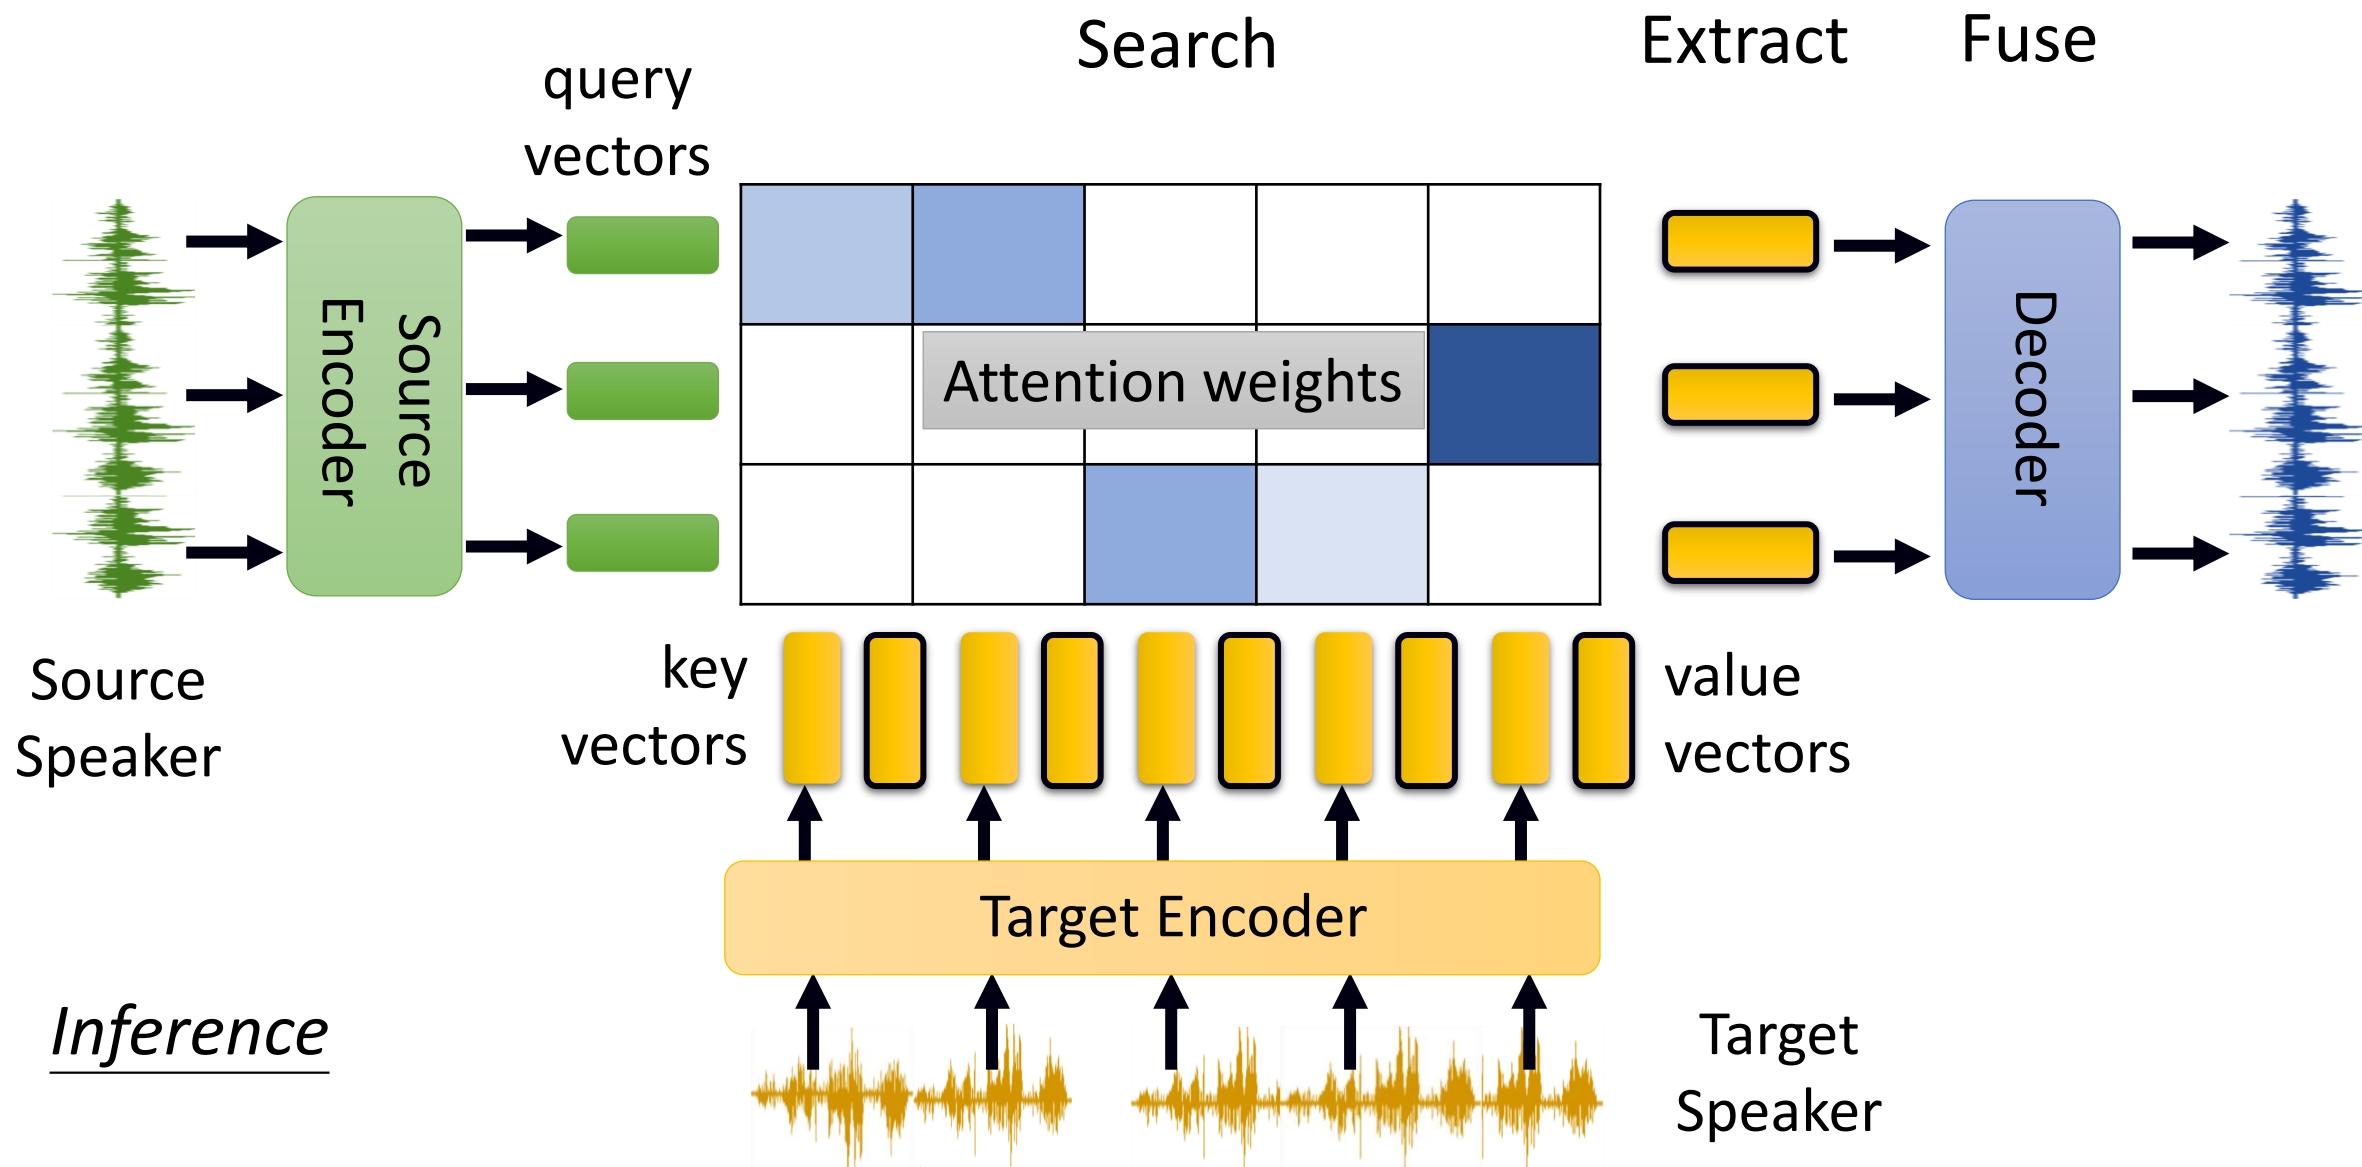 Search
Extract
Fuse
query
vectors
Source
Encoder
Attention weights
Decoder
Source
Speaker
key
vectors
value
vectors
Target Encoder
Inference
Target
Speaker